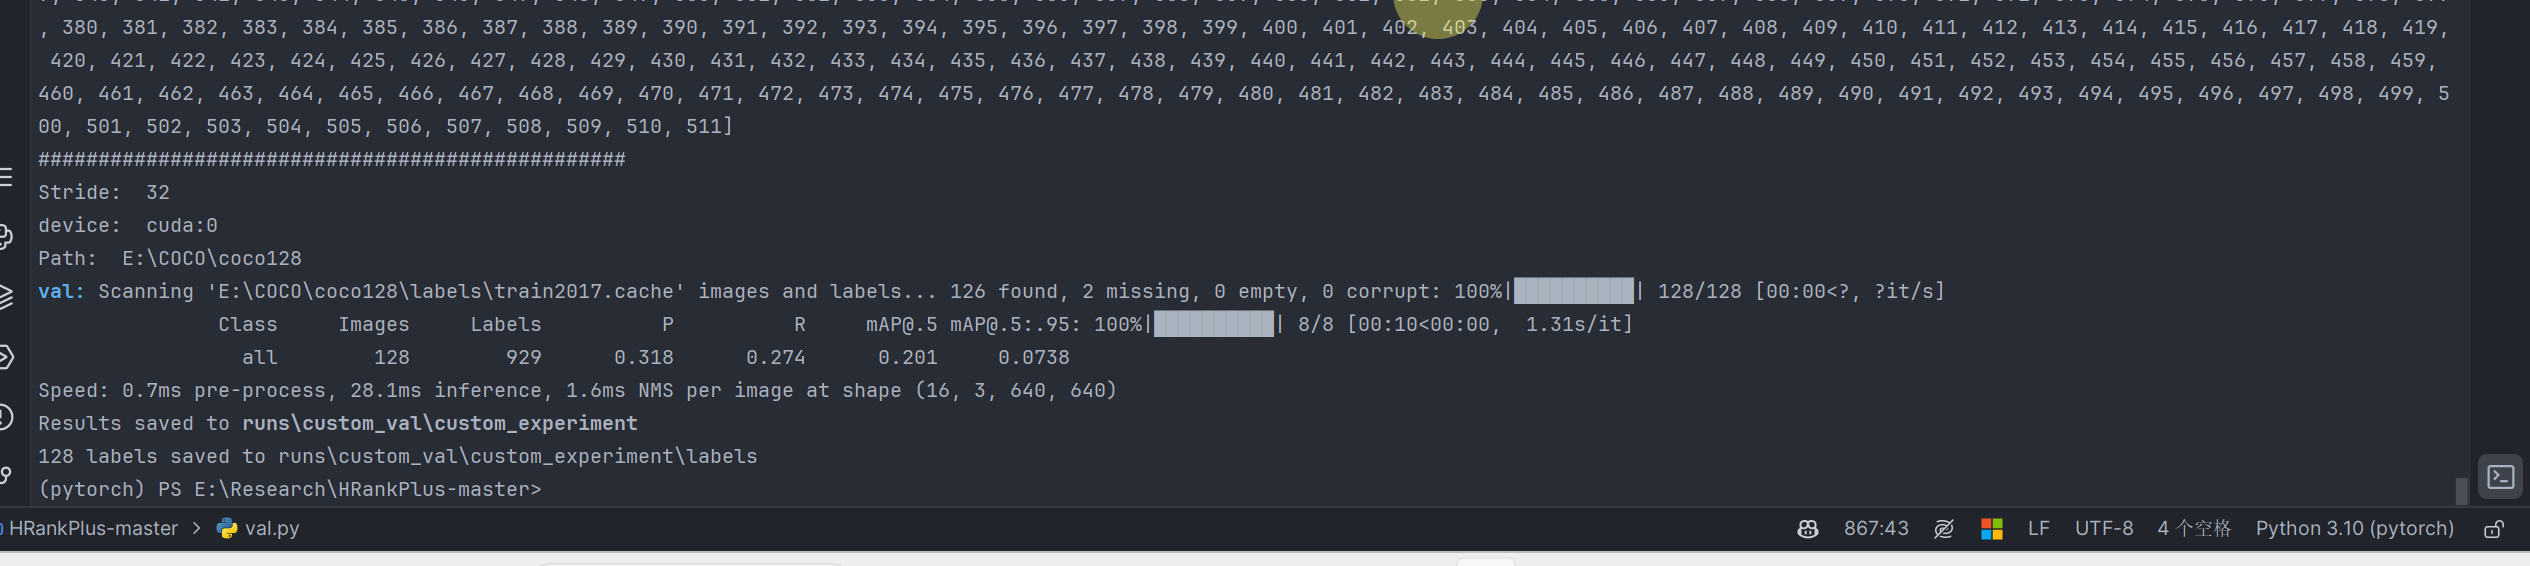 , 380, 381, 382, 383, 384, 385, 386, 387, 388, 389, 390, 391, 392, 393, 394, 395, 396, 397, 398, 399, 400, 401, 402, 403, 404, 405, 406, 407, 408, 409, 410, 411, 412, 413, 414, 415, 416, 417, 418, 419,
420, 421, 422, 423, 424, 425, 426, 427, 428, 429, 430, 431, 432, 433, 434, 435, 436, 437, 438, 439, 440, 441, 442, 443, 444, 445, 446, 447, 448, 449, 450, 451, 452, 453, 454, 455, 456, 457, 458, 459,
460, 461, 462, 463, 464, 465, 466, 467, 468, 469, 470, 471, 472, 473, 474, 475, 476, 477, 478, 479, 480, 481, 482, 483, 484, 485, 486, 487, 488, 489, 490, 491, 492, 493, 494, 495, 496, 497, 498, 499, 5
00, 501, 502, 503, 504, 505, 506, 507, 508, 509, 510, 511]
#################################################
Stride:  32
device:  cuda:0
Path:  E:\COCO\coco128
val: Scanning 'E:\COCO\coco128\labels\train2017.cache' images and labels... 126 found, 2 missing, 0 empty, 0 corrupt: 100%|██████████| 128/128 [00:00<?, ?it/s]
Class     Images     Labels          P          R     mAP@.5 mAP@.5:.95: 100%|██████████| 8/8 [00:10<00:00,  1.31s/it]
all        128        929      0.318      0.274      0.201     0.0738
Speed: 0.7ms pre-process, 28.1ms inference, 1.6ms NMS per image at shape (16, 3, 640, 640)
Results saved to runs\custom_val\custom_experiment
128 labels saved to runs\custom_val\custom_experiment\labels
(pytorch) PS E:\Research\HRankPlus-master>
HRankPlus-master > val.py 867:43 LF UTF-8 4 个空格 Python 3.10 (pytorch)